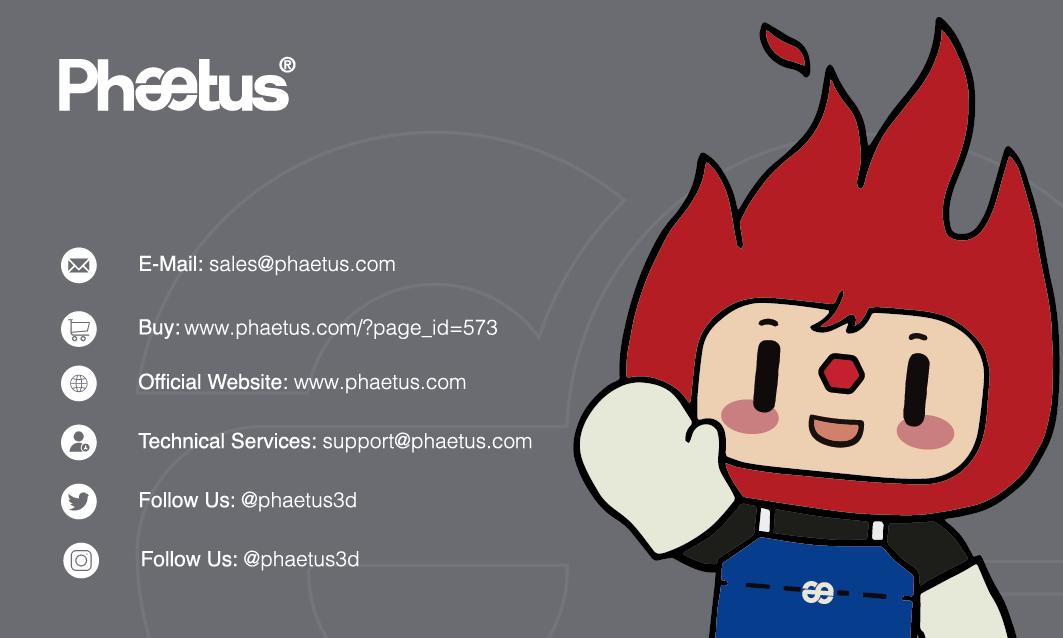 Phaetus®
E-Mail: sales@phaetus.com
Buy: www.phaetus.com/?page_id=573
Official Website: www.phaetus.com
Technical Services: support@phaetus.com
Follow Us: @phaetus3d
Follow Us: @phaetus3d
æ